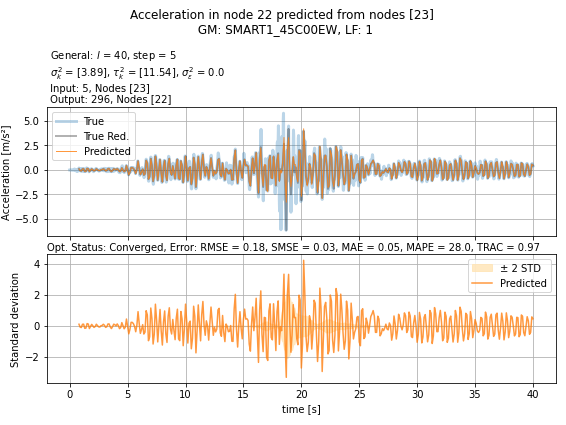 Acceleration in node 22 predicted from nodes [23]
GM: SMART1_45C00EW, LF: 1
General: l = 40, step = 5
σ²ₖ = [3.89], τ²ₖ = [11.54], σ²ε = 0.0
Input: 5, Nodes [23]
Output: 296, Nodes [22]
Acceleration [m/s²]
5.0
2.5
0.0
−2.5
−5.0
True
True Red.
Predicted
Opt. Status: Converged, Error: RMSE = 0.18, SMSE = 0.03, MAE = 0.05, MAPE = 28.0, TRAC = 0.97
Standard deviation
4
2
0
−2
± 2 STD
Predicted
0 5 10 15 20 25 30 35 40
time [s]